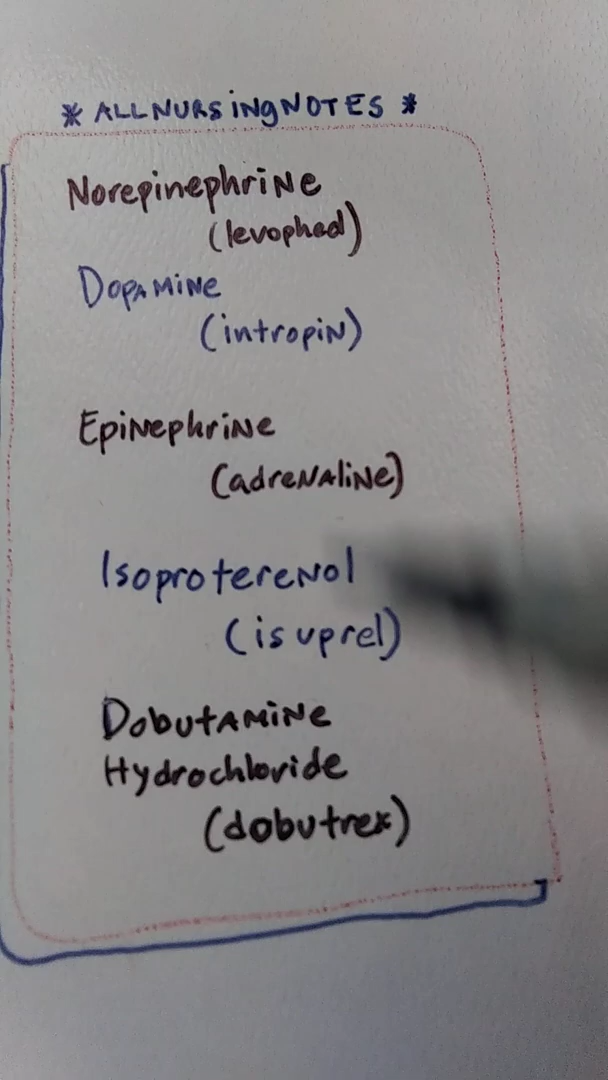 * ALLNURSINGNOTES *
Norepinephrine
(levophed)
Dopamine
(intropin)
Epinephrine
(adrenaline)
Isoproterenol
(isuprel)
Dobutamine
Hydrochloride
(dobutrex)